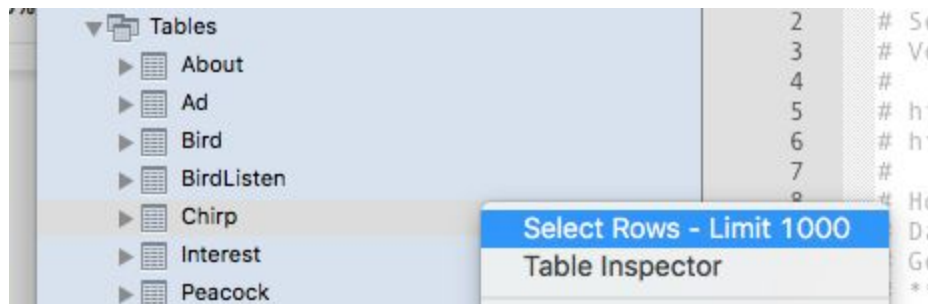 Tables
About
Ad
Bird
BirdListen
Chirp
Interest
Peacock
Select Rows - Limit 1000
Table Inspector
2 #
3 #
4 #
5 #
6 #
7 #
8